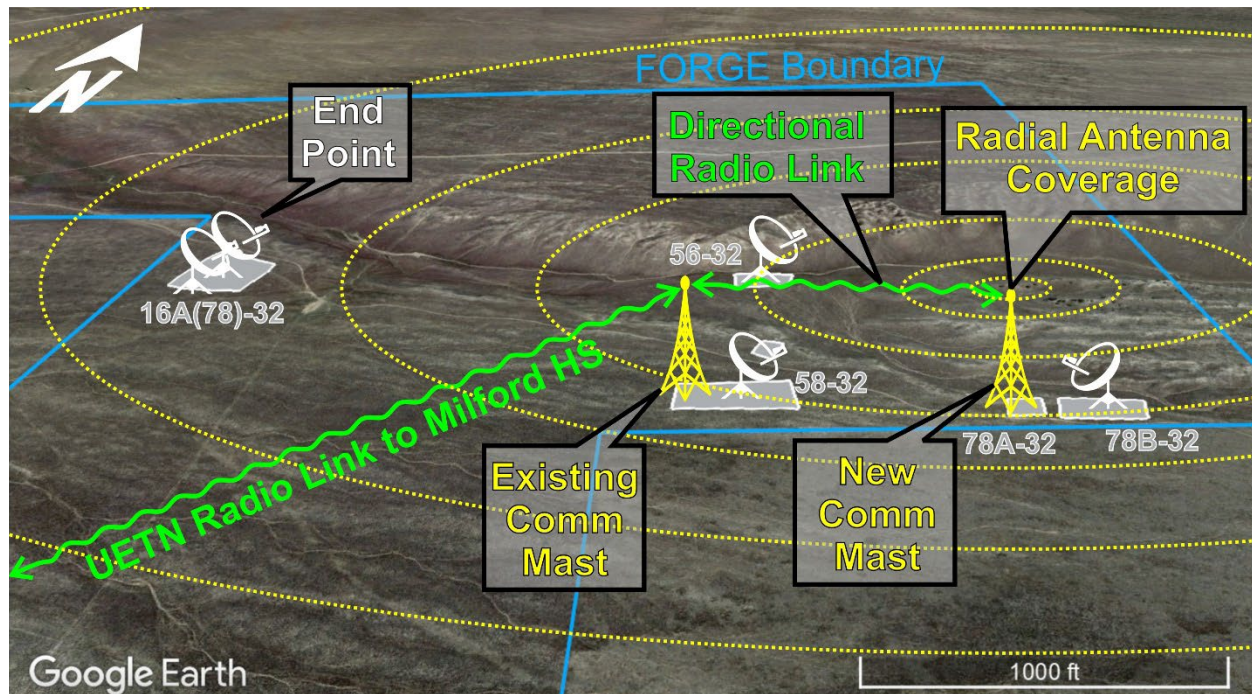 N
FORGE Boundary
End
Point
Directional
Radio Link
Radial Antenna
Coverage
56-32
16A(78)-32
UETN Radio Link to Milford HS
58-32
78A-32
78B-32
Existing
Comm
Mast
New
Comm
Mast
Google Earth
1000 ft